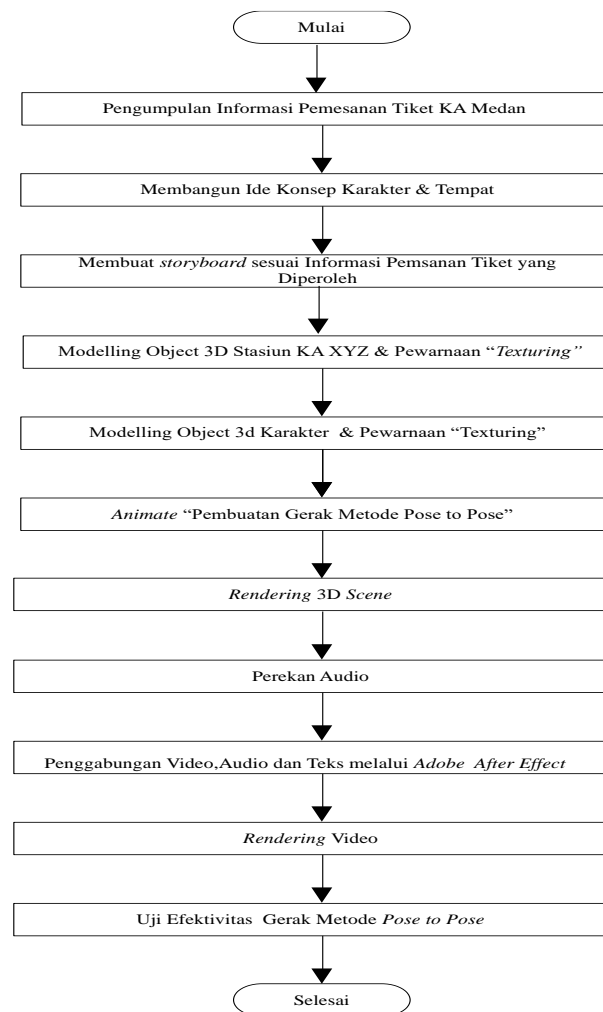 Mulai
Pengumpulan Informasi Pemesanan Tiket KA Medan
Membangun Ide Konsep Karakter & Tempat
Membuat storyboard sesuai Informasi Pemsanan Tiket yang
Diperoleh
Modelling Object 3D Stasiun KA XYZ & Pewarnaan “Texturing”
Modelling Object 3d Karakter & Pewarnaan “Texturing”
Animate “Pembuatan Gerak Metode Pose to Pose”
Rendering 3D Scene
Perekan Audio
Penggabungan Video,Audio dan Teks melalui Adobe After Effect
Rendering Video
Uji Efektivitas Gerak Metode Pose to Pose
Selesai